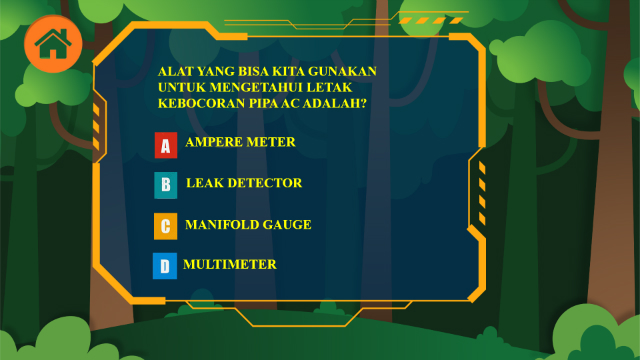 ALAT YANG BISA KITA GUNAKAN
UNTUK MENGETAHUI LETAK
KEBOCORAN PIPA AC ADALAH?
A AMPERE METER
B LEAK DETECTOR
C MANIFOLD GAUGE
D MULTIMETER